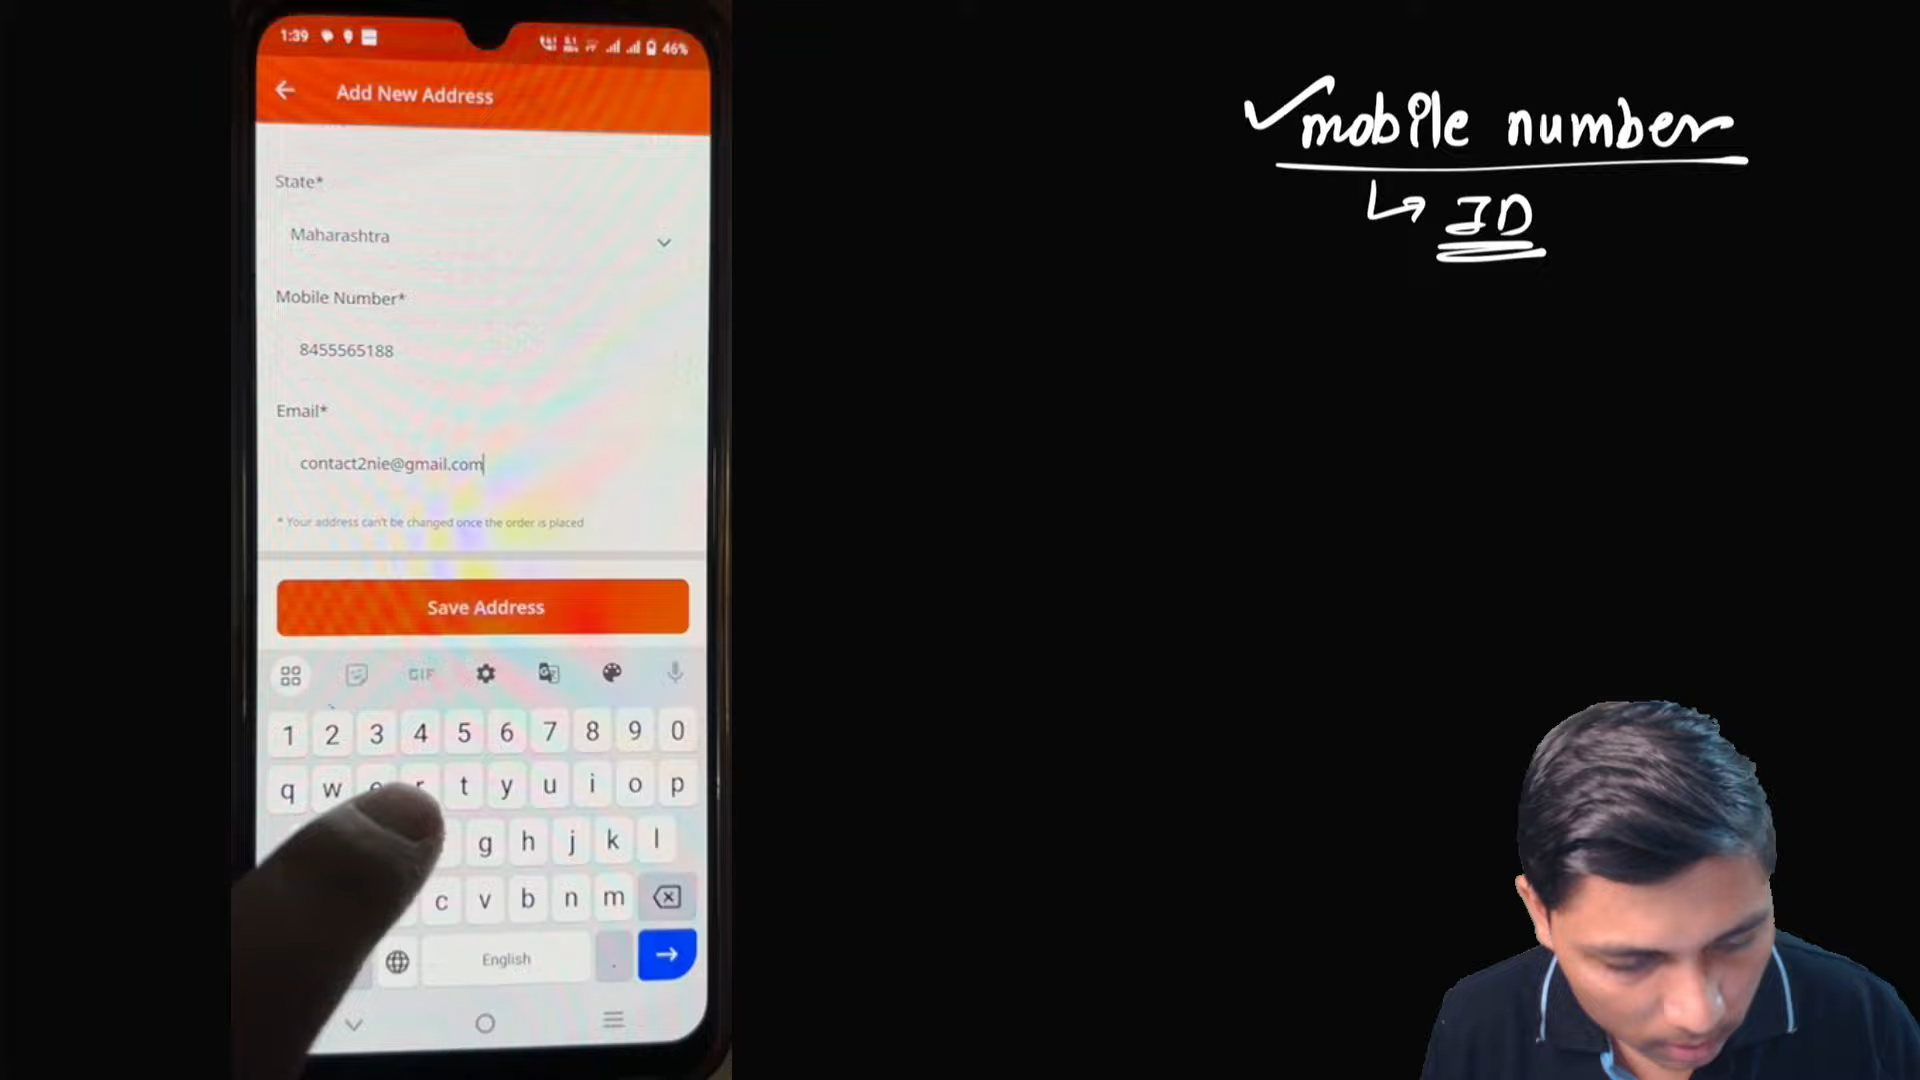 1:39 46%
Add New Address
State*
Maharashtra
Mobile Number*
8455565188
Email*
contact2nie@gmail.com
* Your address can't be changed once the order is placed
Save Address
GIF
1 2 3 4 5 6 7 8 9 0
q w e r t y u i o p
g h j k l
c v b n m
English .
✓mobile number
↳ ID